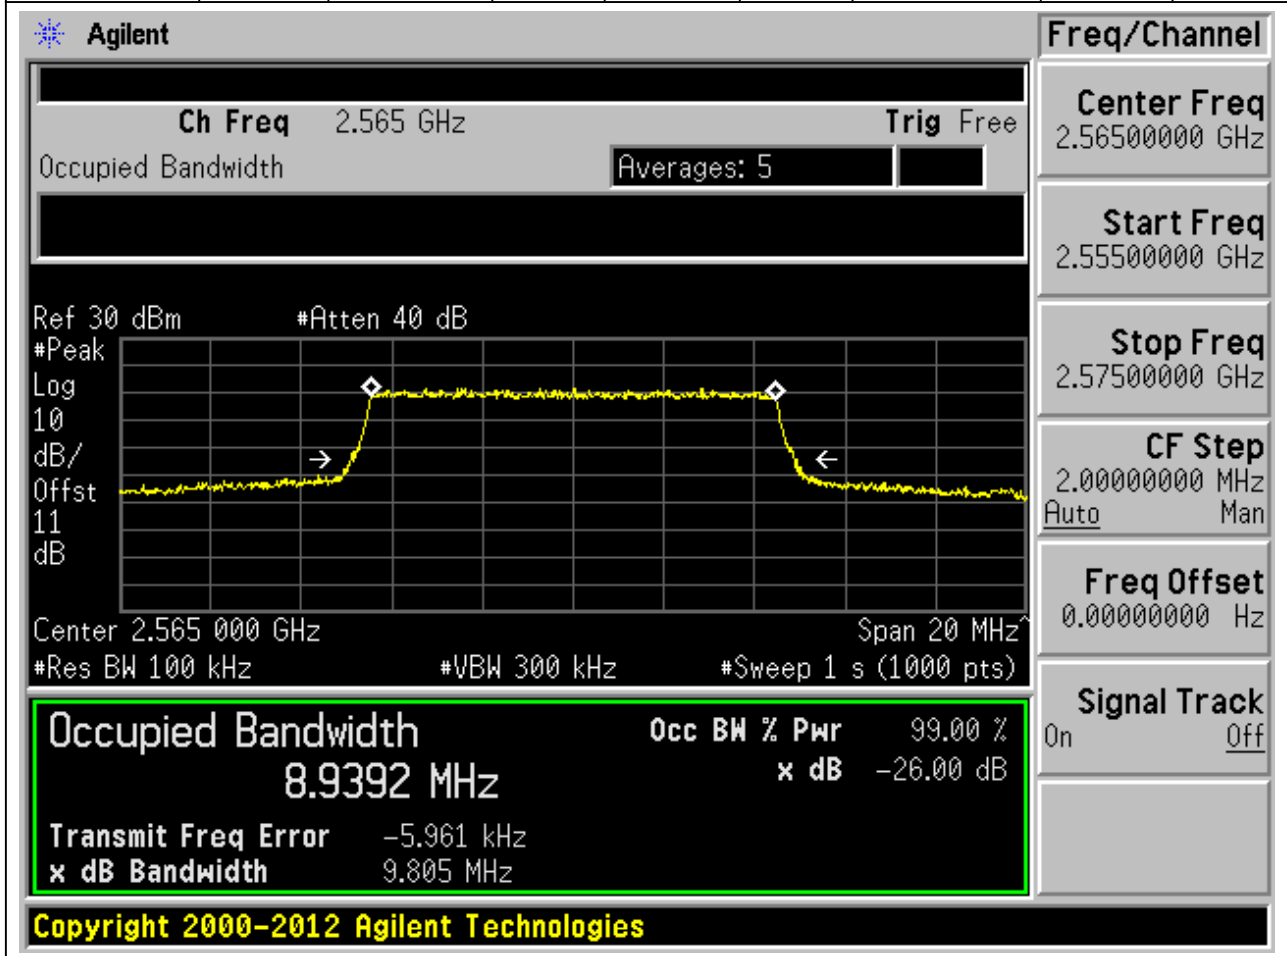 Agilent
Freq/Channel
Ch Freq 2.565 GHz Trig Free
Occupied Bandwidth Averages: 5
Center Freq
2.56500000 GHz
Start Freq
2.55500000 GHz
Stop Freq
2.57500000 GHz
CF Step
2.00000000 MHz
Auto Man
Freq Offset
0.00000000 Hz
Signal Track
On Off
Ref 30 dBm #Atten 40 dB
#Peak
Log
10
dB/
Offst
11
dB
Center 2.565 000 GHz Span 20 MHz^
#Res BW 100 kHz #VBW 300 kHz #Sweep 1 s (1000 pts)
Occupied Bandwidth Occ BW % Pwr 99.00 %
8.9392 MHz x dB -26.00 dB
Transmit Freq Error -5.961 kHz
x dB Bandwidth 9.805 MHz
Copyright 2000-2012 Agilent Technologies